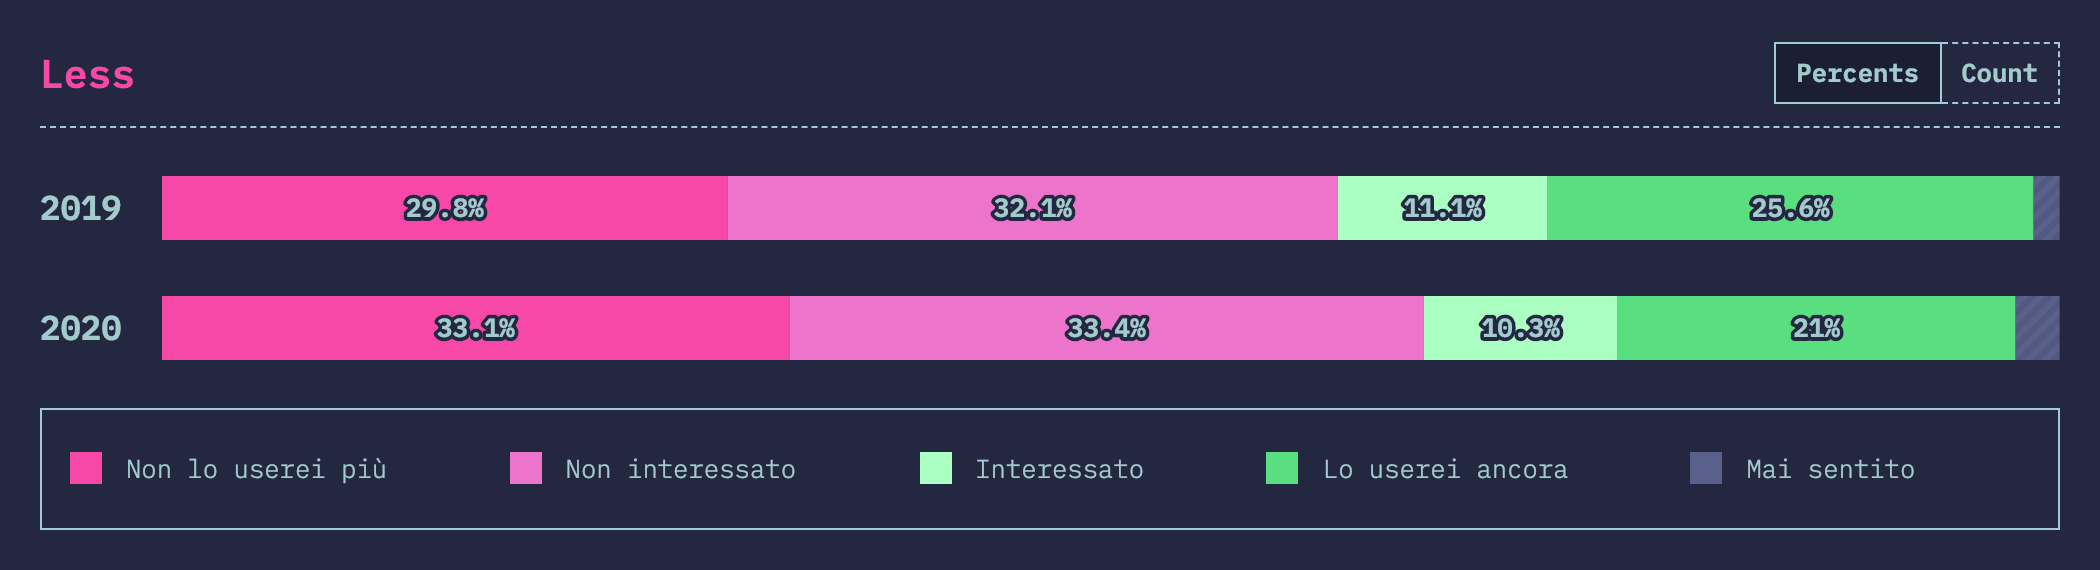 Less
Percents Count
2019 29.8% 32.1% 11.1% 25.6%
2020 33.1% 33.4% 10.3% 21%
Non lo userei più Non interessato Interessato Lo userei ancora Mai sentito